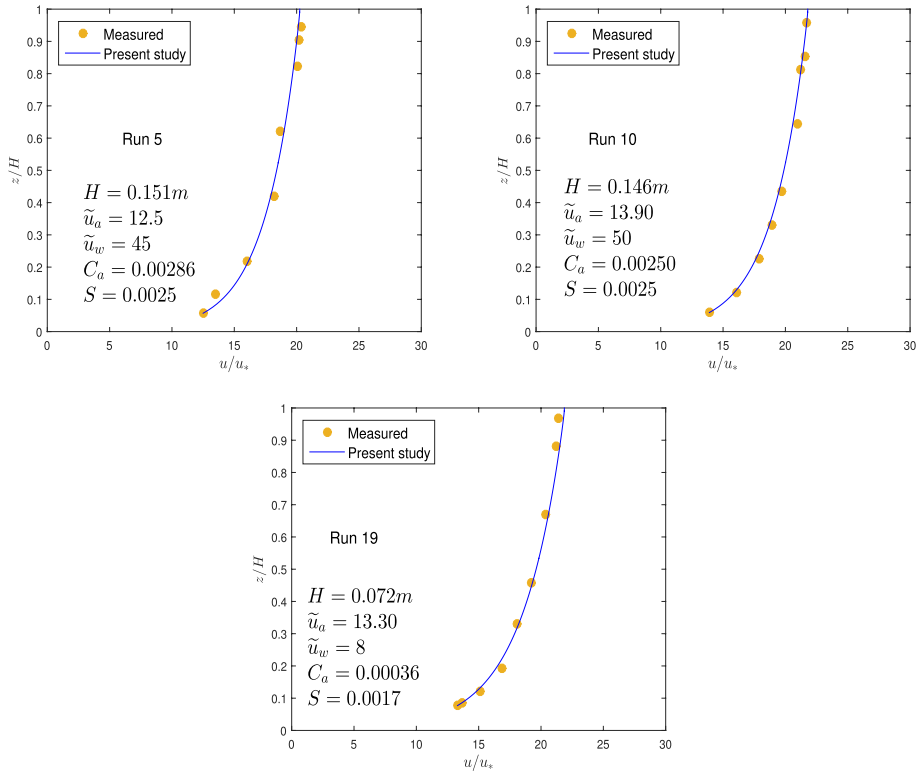 1
0.9
0.8
0.7
0.6
0.5
0.4
0.3
0.2
0.1
0
z/H
Measured
Present study
Run 5
H = 0.151m
ũ_a = 12.5
ũ_w = 45
C_a = 0.00286
S = 0.0025
0 5 10 15 20 25 30
u/u_*
1
0.9
0.8
0.7
0.6
0.5
0.4
0.3
0.2
0.1
0
z/H
Measured
Present study
Run 10
H = 0.146m
ũ_a = 13.90
ũ_w = 50
C_a = 0.00250
S = 0.0025
0 5 10 15 20 25 30
u/u_*
1
0.9
0.8
0.7
0.6
0.5
0.4
0.3
0.2
0.1
0
z/H
Measured
Present study
Run 19
H = 0.072m
ũ_a = 13.30
ũ_w = 8
C_a = 0.00036
S = 0.0017
0 5 10 15 20 25 30
u/u_*